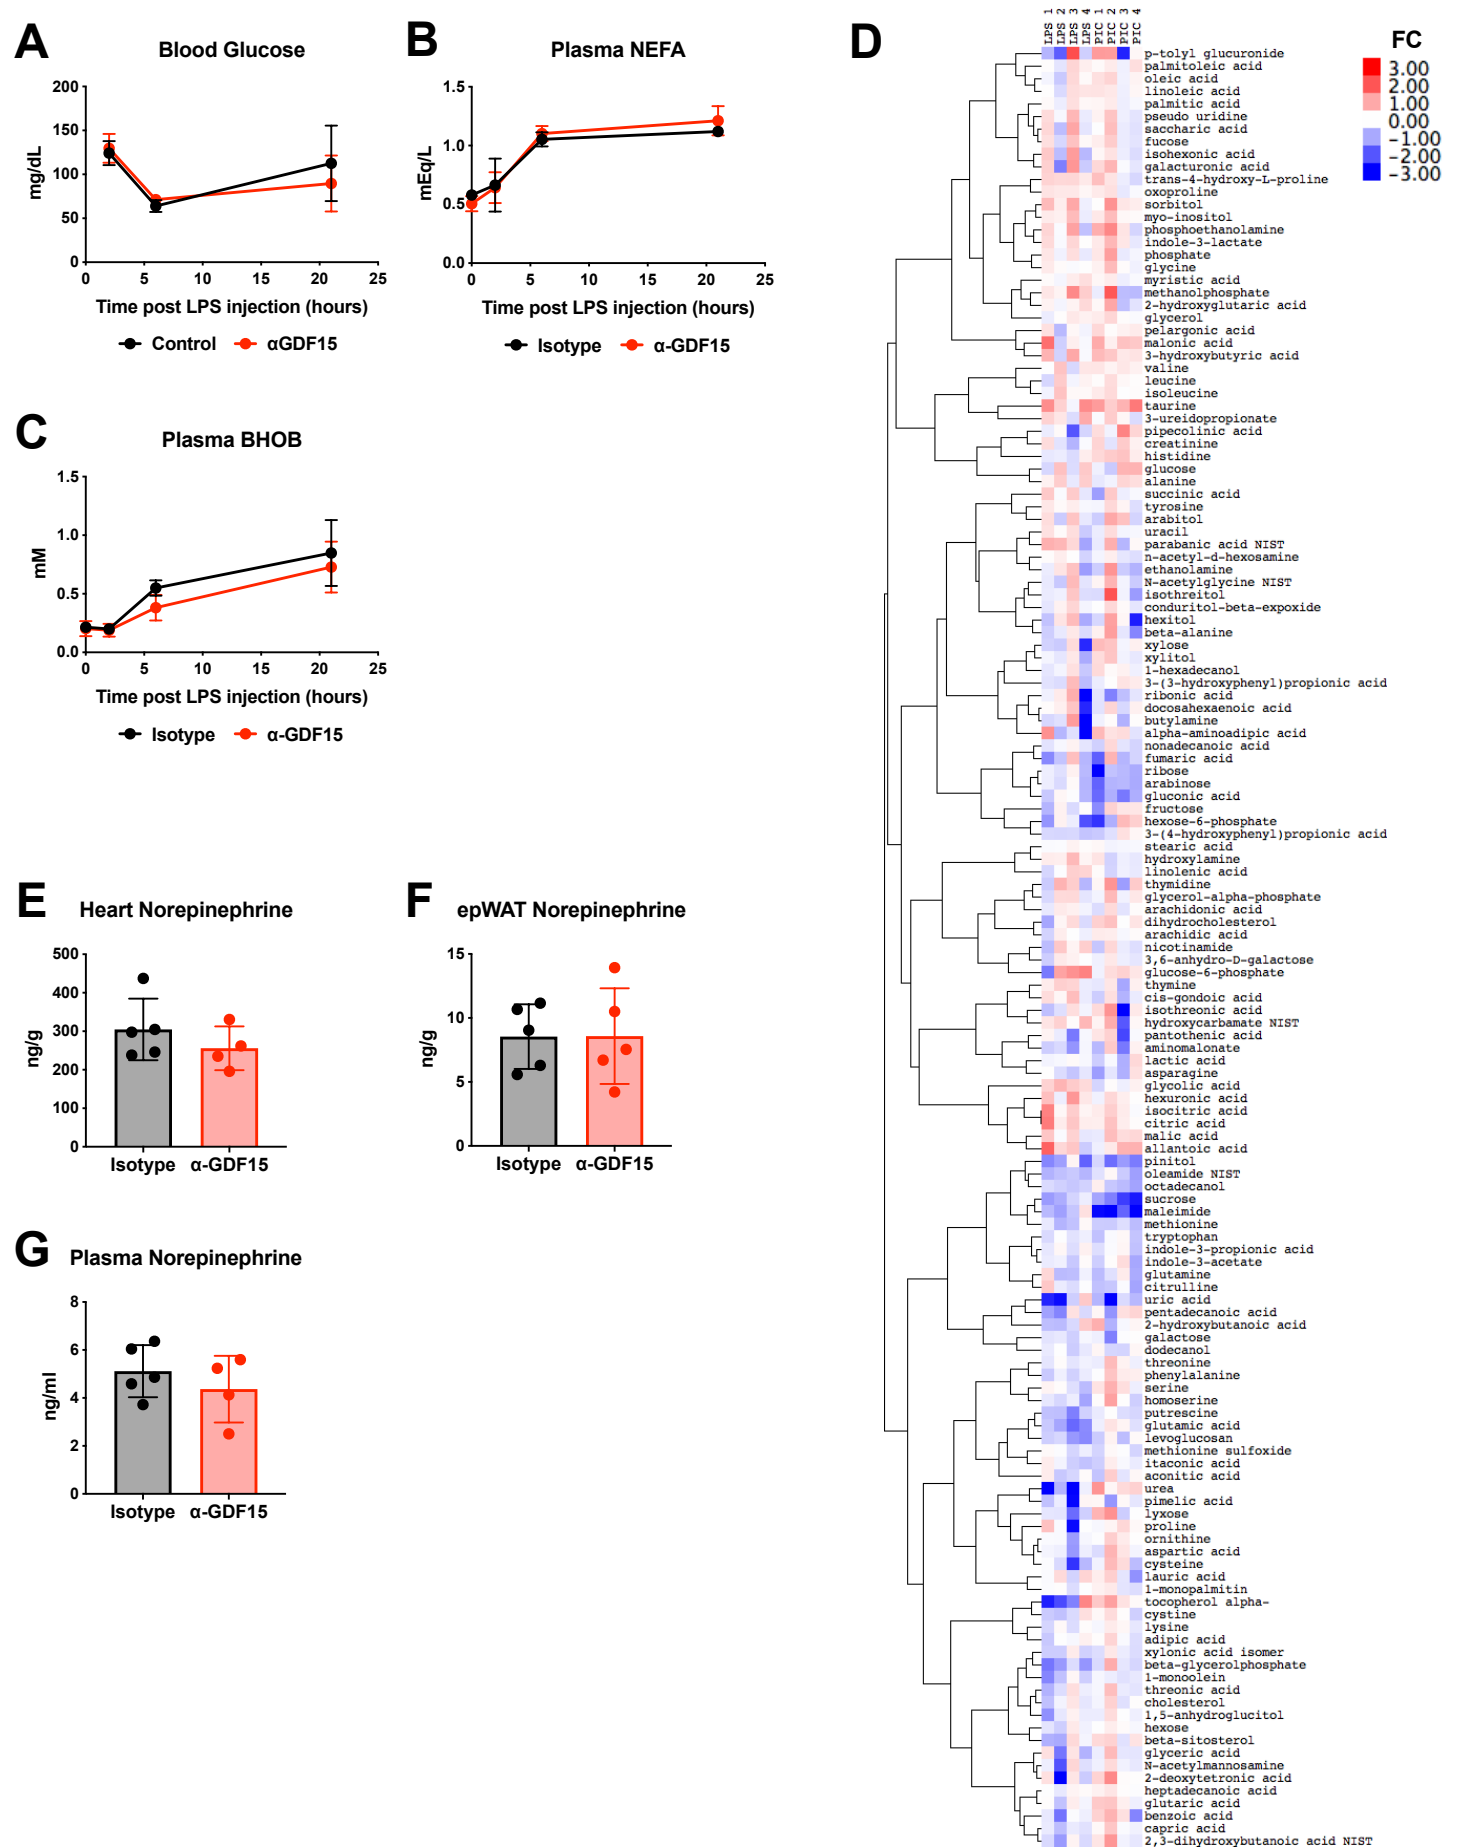 A
Blood Glucose
200
150
100
50
0
mg/dL
0 5 10 15 20 25
Time post LPS injection (hours)
Control αGDF15
B
Plasma NEFA
1.5
1.0
0.5
0.0
mEq/L
0 5 10 15 20 25
Time post LPS injection (hours)
Isotype α-GDF15
C
Plasma BHOB
1.5
1.0
0.5
0.0
mM
0 5 10 15 20 25
Time post LPS injection (hours)
Isotype α-GDF15
D
LPS 1
LPS 2
LPS 3
LPS 4
PIC 1
PIC 2
PIC 3
PIC 4
FC
3.00
2.00
1.00
0.00
-1.00
-2.00
-3.00
p-tolyl glucuronide
palmitoleic acid
oleic acid
linoleic acid
palmitic acid
pseudo uridine
saccharic acid
fucose
isohexonic acid
galacturonic acid
trans-4-hydroxy-L-proline
oxoproline
sorbitol
myo-inositol
phosphoethanolamine
indole-3-lactate
phosphate
glycine
myristic acid
methanolphosphate
2-hydroxyglutaric acid
glycerol
pelargonic acid
malonic acid
3-hydroxybutyric acid
valine
leucine
isoleucine
taurine
3-ureidopropionate
pipecolinic acid
creatinine
histidine
glucose
alanine
succinic acid
tyrosine
arabitol
uracil
parabanic acid NIST
n-acetyl-d-hexosamine
ethanolamine
N-acetylglycine NIST
isothreitol
conduritol-beta-expoxide
hexitol
beta-alanine
xylose
xylitol
1-hexadecanol
3-(3-hydroxyphenyl)propionic acid
ribonic acid
docosahexaenoic acid
butylamine
alpha-aminoadipic acid
nonadecanoic acid
fumaric acid
ribose
arabinose
gluconic acid
fructose
hexose-6-phosphate
3-(4-hydroxyphenyl)propionic acid
stearic acid
hydroxylamine
linolenic acid
thymidine
glycerol-alpha-phosphate
arachidonic acid
dihydrocholesterol
arachidic acid
nicotinamide
3,6-anhydro-D-galactose
glucose-6-phosphate
thymine
cis-gondoic acid
isothreonic acid
hydroxycarbamate NIST
pantothenic acid
aminomalonate
lactic acid
asparagine
glycolic acid
hexuronic acid
isocitric acid
citric acid
malic acid
allantoic acid
pinitol
oleamide NIST
octadecanol
sucrose
maleimide
methionine
tryptophan
indole-3-propionic acid
indole-3-acetate
glutamine
citrulline
uric acid
pentadecanoic acid
2-hydroxybutanoic acid
galactose
dodecanol
threonine
phenylalanine
serine
homoserine
putrescine
glutamic acid
levoglucosan
methionine sulfoxide
itaconic acid
aconitic acid
urea
pimelic acid
lyxose
proline
ornithine
aspartic acid
cysteine
lauric acid
1-monopalmitin
tocopherol alpha-
cystine
lysine
adipic acid
xylonic acid isomer
beta-glycerolphosphate
1-monoolein
threonic acid
cholesterol
1,5-anhydroglucitol
hexose
beta-sitosterol
glyceric acid
N-acetylmannosamine
2-deoxytetronic acid
heptadecanoic acid
glutaric acid
benzoic acid
capric acid
2,3-dihydroxybutanoic acid NIST
E
Heart Norepinephrine
500
400
300
200
100
0
ng/g
Isotype α-GDF15
F
epWAT Norepinephrine
15
10
5
0
ng/g
Isotype α-GDF15
G
Plasma Norepinephrine
8
6
4
2
0
ng/ml
Isotype α-GDF15